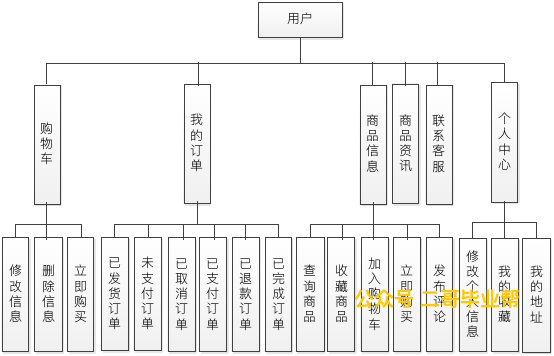 用户
购物车
我的订单
商品信息
商品资讯
联系客服
个人中心
修改信息
删除信息
立即购买
已发货订单
未支付订单
已取消订单
已支付订单
已退款订单
已完成订单
查询商品
收藏商品
加入购物车
立即购买
发布评论
修改个人信息
我的收藏
我的地址
公众号 二哥毕业帮